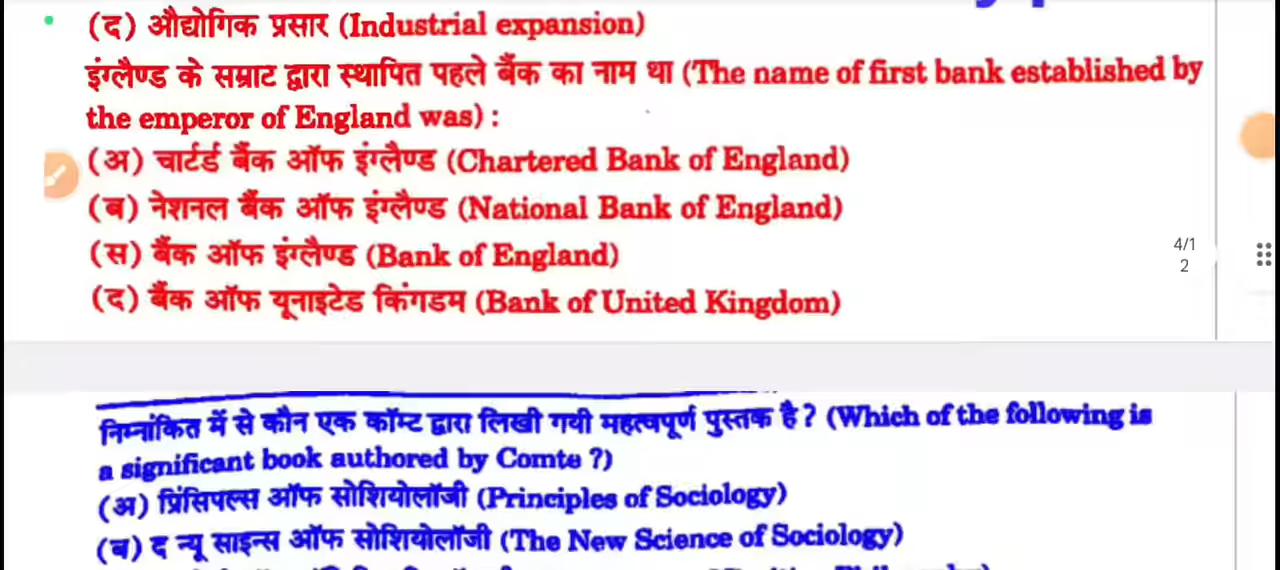 (द) औद्योगिक प्रसार (Industrial expansion)
इंग्लैण्ड के सम्राट द्वारा स्थापित पहले बैंक का नाम था (The name of first bank established by
the emperor of England was) :
(अ) चार्टर्ड बैंक ऑफ इंग्लैण्ड (Chartered Bank of England)
(ब) नेशनल बैंक ऑफ इंग्लैण्ड (National Bank of England)
(स) बैंक ऑफ इंग्लैण्ड (Bank of England)
(द) बैंक ऑफ यूनाइटेड किंगडम (Bank of United Kingdom)
4/1
2
निम्नांकित में से कौन एक कॉम्ट द्वारा लिखी गयी महत्वपूर्ण पुस्तक है? (Which of the following is
a significant book authored by Comte ?)
(अ) प्रिंसिपल्स ऑफ सोशियोलॉजी (Principles of Sociology)
(ब) द न्यू साइन्स ऑफ सोशियोलॉजी (The New Science of Sociology)